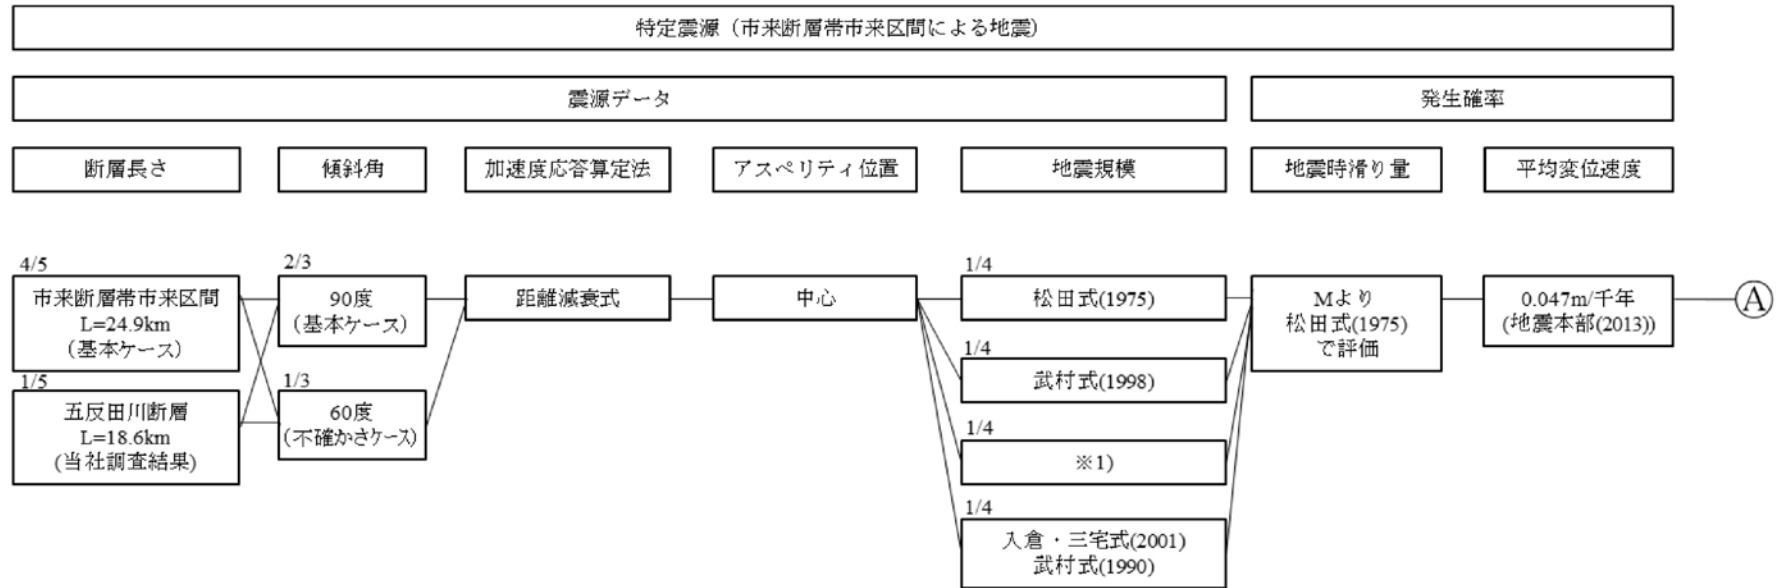 特定震源（市来断層帯市来区間による地震）
震源データ
発生確率
断層長さ
傾斜角
加速度応答算定法
アスペリティ位置
地震規模
地震時滑り量
平均変位速度
4/5
市来断層帯市来区間
L=24.9km
（基本ケース）
1/5
五反田川断層
L=18.6km
(当社調査結果)
2/3
90度
（基本ケース）
1/3
60度
(不確かさケース)
距離減衰式
中心
1/4
松田式(1975)
1/4
武村式(1998)
1/4
※1)
1/4
入倉・三宅式(2001)
武村式(1990)
Mより
松田式(1975)
で評価
0.047m/千年
(地震本部(2013))
Ⓐ